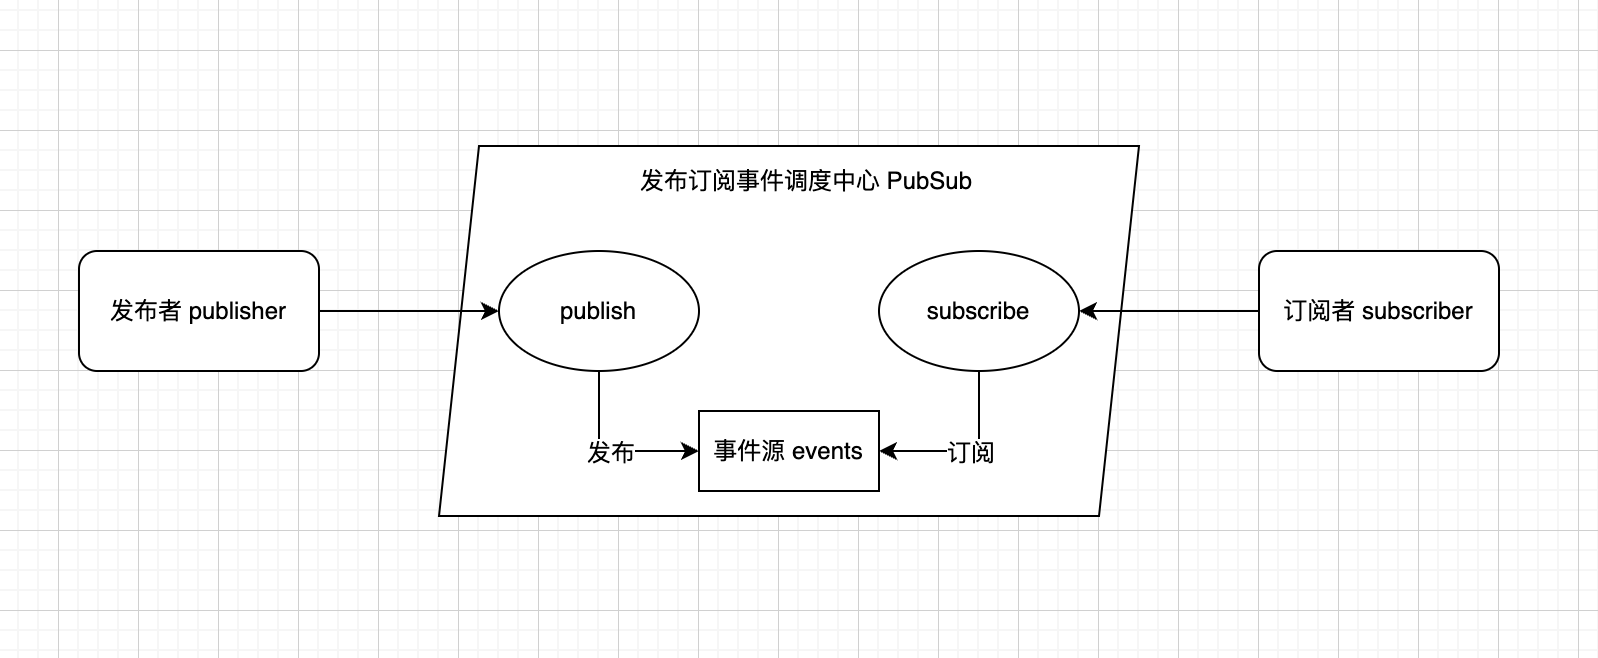 发布订阅事件调度中心 PubSub
发布者 publisher
publish
subscribe
订阅者 subscriber
发布
事件源 events
订阅